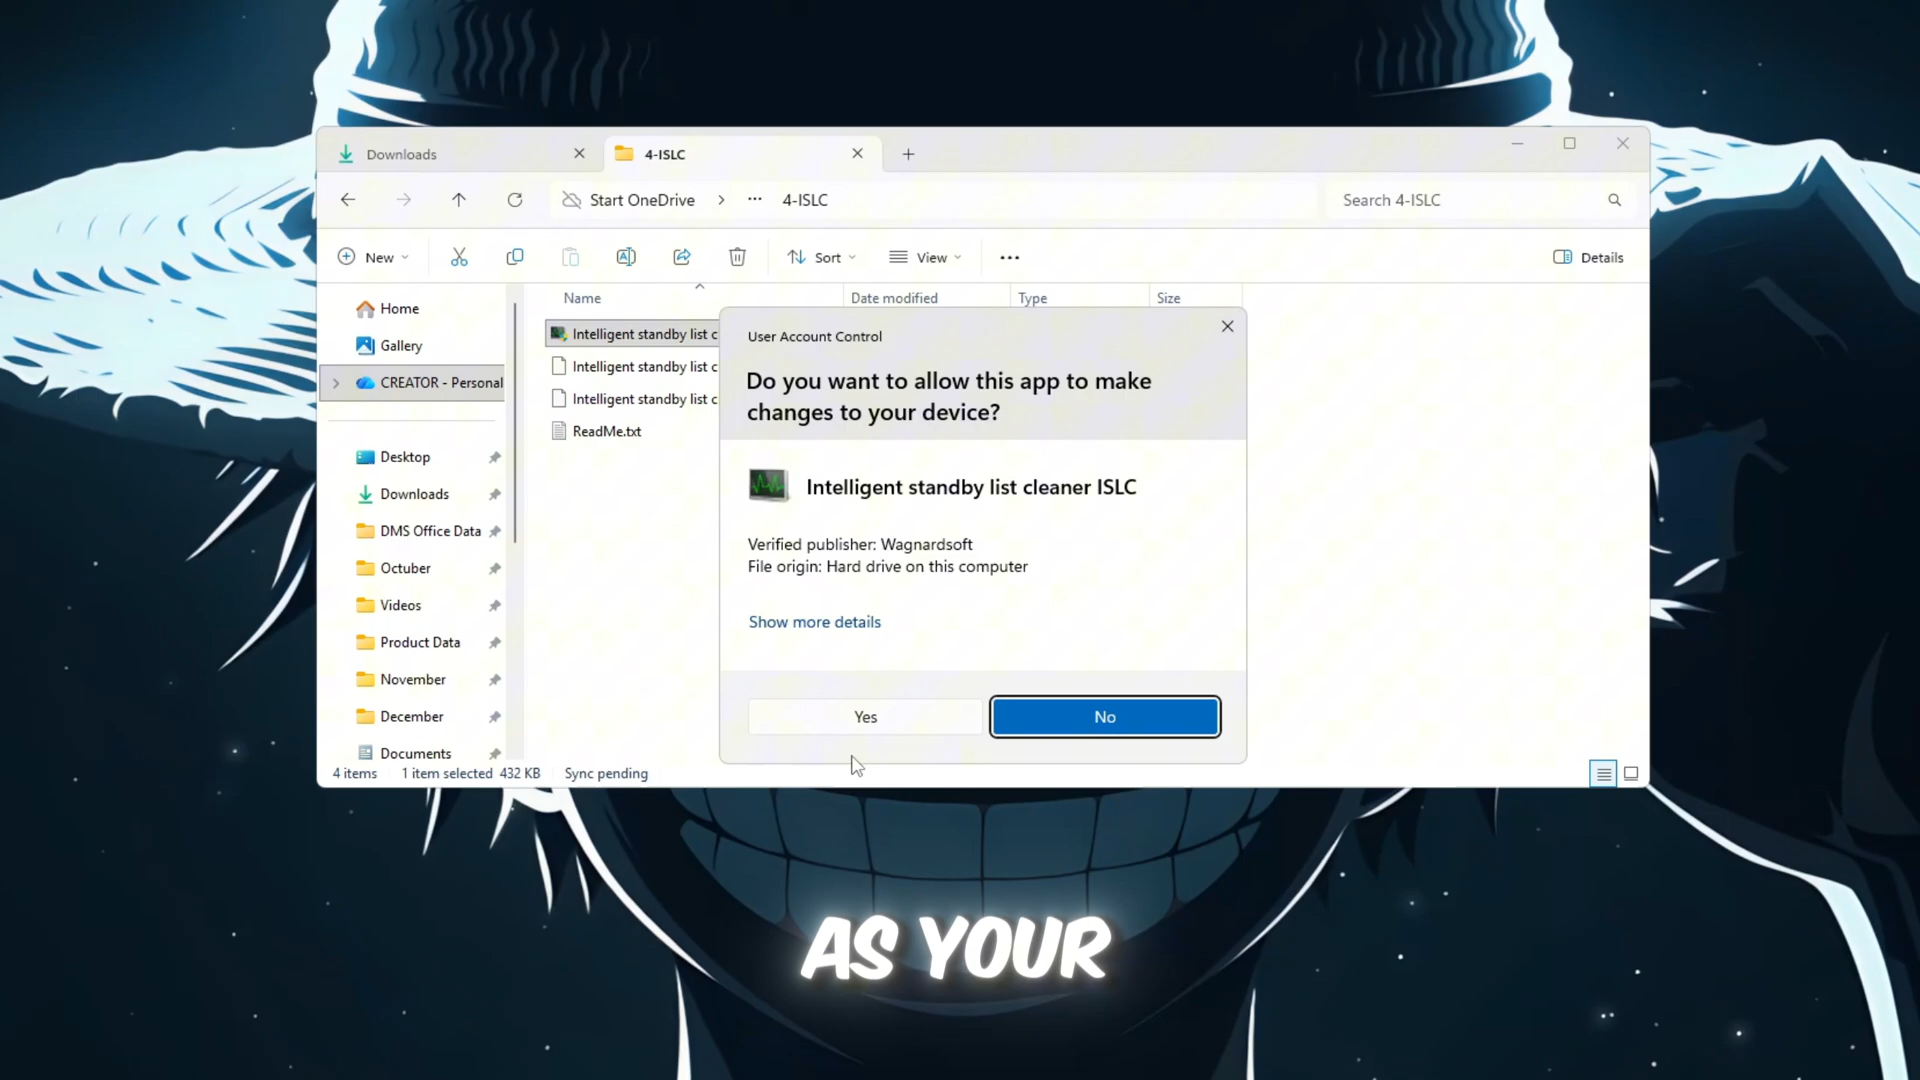 Downloads
4-ISLC
Start OneDrive
4-ISLC
Search 4-ISLC
New
Sort
View
Details
Home
Gallery
CREATOR - Personal
Desktop
Downloads
DMS Office Data
Octuber
Videos
Product Data
November
December
Documents
Name
Date modified
Type
Size
Intelligent standby list c
Intelligent standby list c
Intelligent standby list c
ReadMe.txt
User Account Control
Do you want to allow this app to make
changes to your device?
Intelligent standby list cleaner ISLC
Verified publisher: Wagnardsoft
File origin: Hard drive on this computer
Show more details
Yes
No
4 items
1 item selected 432 KB
Sync pending
AS YOUR